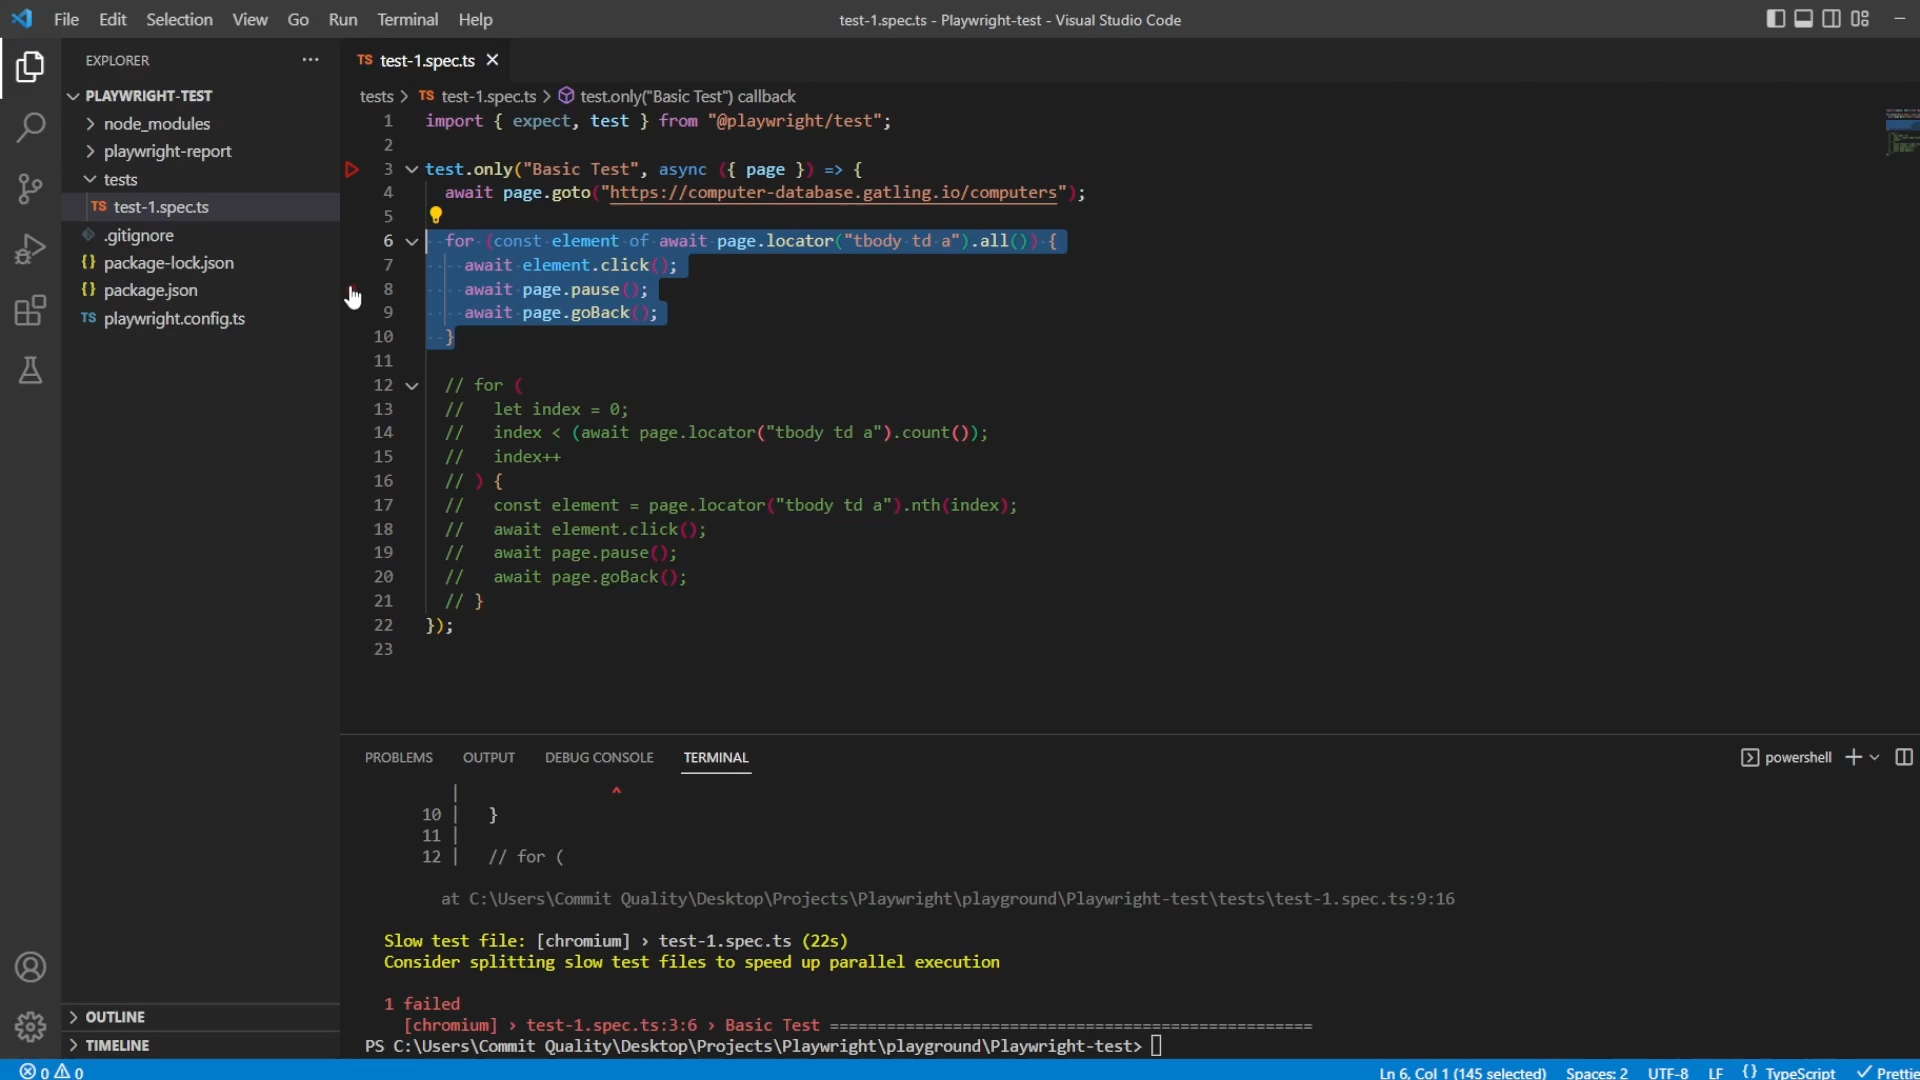 File Edit Selection View Go Run Terminal Help
test-1.spec.ts - Playwright-test - Visual Studio Code
EXPLORER
PLAYWRIGHT-TEST
node_modules
playwright-report
tests
TS test-1.spec.ts
.gitignore
{} package-lock.json
{} package.json
TS playwright.config.ts
OUTLINE
TIMELINE
TS test-1.spec.ts
tests > TS test-1.spec.ts > test.only("Basic Test") callback
1 import { expect, test } from "@playwright/test";
2
3 test.only("Basic Test", async ({ page }) => {
4 await page.goto("https://computer-database.gatling.io/computers");
5
6 for (const element of await page.locator("tbody td a").all()) {
7 await element.click();
8 await page.pause();
9 await page.goBack();
10 }
11
12 // for (
13 // let index = 0;
14 // index < (await page.locator("tbody td a").count());
15 // index++
16 // ) {
17 // const element = page.locator("tbody td a").nth(index);
18 // await element.click();
19 // await page.pause();
20 // await page.goBack();
21 // }
22 });
23
PROBLEMS OUTPUT DEBUG CONSOLE TERMINAL
powershell
| ^
10 | }
11 |
12 | // for (
at C:\Users\Commit Quality\Desktop\Projects\Playwright\playground\Playwright-test\tests\test-1.spec.ts:9:16
Slow test file: [chromium] › test-1.spec.ts (22s)
Consider splitting slow test files to speed up parallel execution
1 failed
[chromium] › test-1.spec.ts:3:6 › Basic Test ==================================================
PS C:\Users\Commit Quality\Desktop\Projects\Playwright\playground\Playwright-test>
0 0
Ln 6, Col 1 (145 selected) Spaces: 2 UTF-8 LF {} TypeScript Prettie